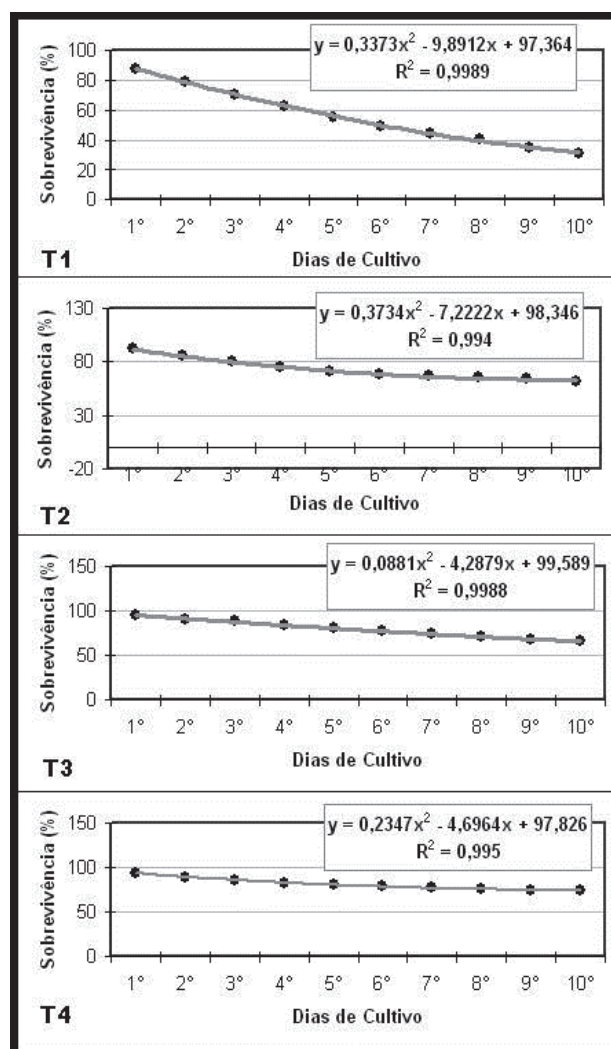 Sobrevivência (%)
100
80
60
40
20
0
y = 0,3373x² - 9,8912x + 97,364
R² = 0,9989
1° 2° 3° 4° 5° 6° 7° 8° 9° 10°
T1
Dias de Cultivo
Sobrevivência (%)
130
80
30
-20
y = 0,3734x² - 7,2222x + 98,346
R² = 0,994
1° 2° 3° 4° 5° 6° 7° 8° 9° 10°
T2
Dias de Cultivo
Sobrevivência (%)
150
100
50
0
y = 0,0881x² - 4,2879x + 99,589
R² = 0,9988
1° 2° 3° 4° 5° 6° 7° 8° 9° 10°
T3
Dias de Cultivo
Sobrevivência (%)
150
100
50
0
y = 0,2347x² - 4,6964x + 97,826
R² = 0,995
1° 2° 3° 4° 5° 6° 7° 8° 9° 10°
T4
Dias de Cultivo